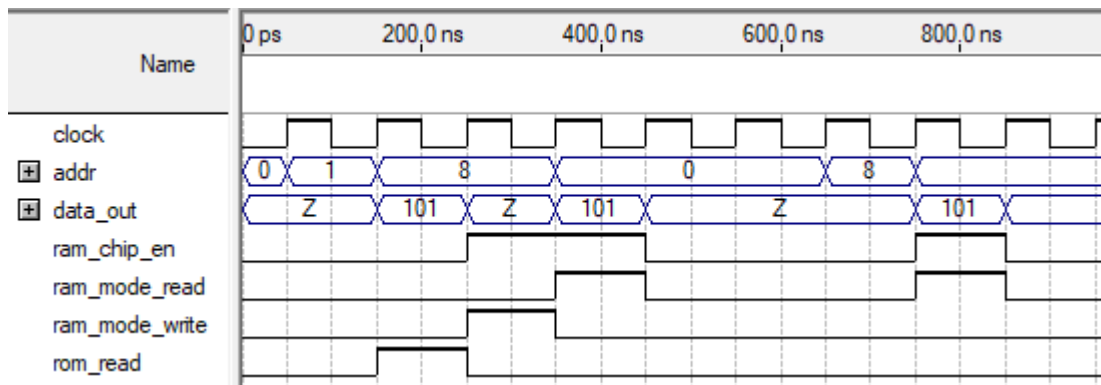 0 ps 200.0 ns 400.0 ns 600.0 ns 800.0 ns
Name
clock
addr 0 1 8 0 8
data_out Z 101 Z 101 Z 101
ram_chip_en
ram_mode_read
ram_mode_write
rom_read